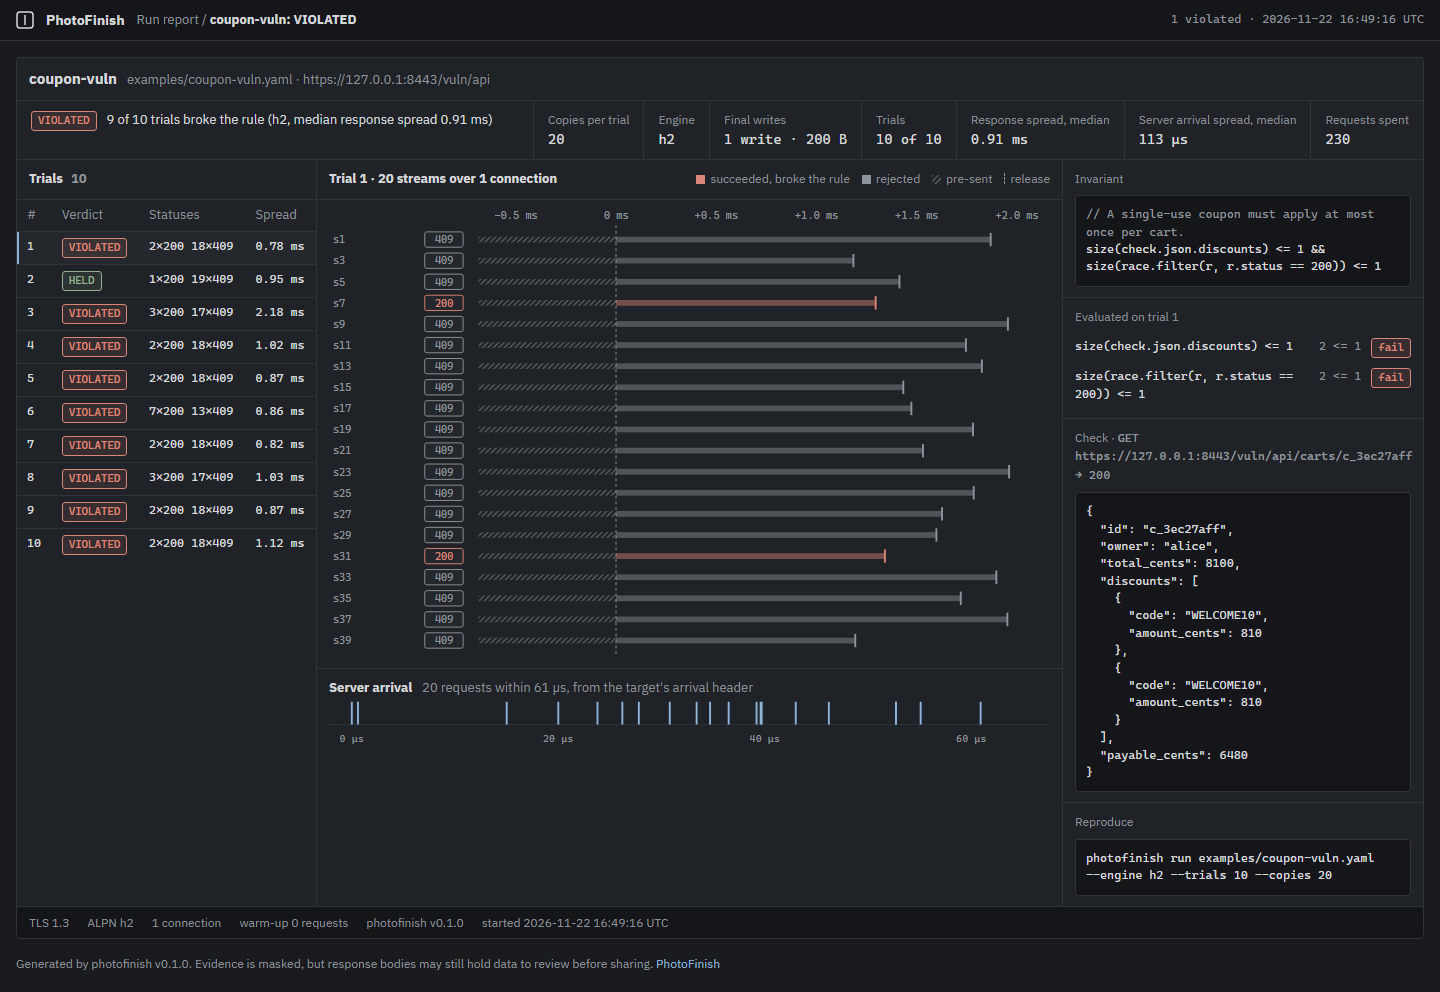 PhotoFinish Run report / coupon-vuln: VIOLATED 1 violated · 2026-11-22 16:49:16 UTC
coupon-vuln examples/coupon-vuln.yaml · https://127.0.0.1:8443/vuln/api
VIOLATED 9 of 10 trials broke the rule (h2, median response spread 0.91 ms)
Copies per trial
20
Engine
h2
Final writes
1 write · 200 B
Trials
10 of 10
Response spread, median
0.91 ms
Server arrival spread, median
113 µs
Requests spent
230
Trials 10
# Verdict Statuses Spread
1 VIOLATED 2×200 18×409 0.78 ms
2 HELD 1×200 19×409 0.95 ms
3 VIOLATED 3×200 17×409 2.18 ms
4 VIOLATED 2×200 18×409 1.02 ms
5 VIOLATED 2×200 18×409 0.87 ms
6 VIOLATED 7×200 13×409 0.86 ms
7 VIOLATED 2×200 18×409 0.82 ms
8 VIOLATED 3×200 17×409 1.03 ms
9 VIOLATED 2×200 18×409 0.87 ms
10 VIOLATED 2×200 18×409 1.12 ms
Trial 1 · 20 streams over 1 connection succeeded, broke the rule rejected pre-sent release
−0.5 ms 0 ms +0.5 ms +1.0 ms +1.5 ms +2.0 ms
s1 409
s3 409
s5 409
s7 200
s9 409
s11 409
s13 409
s15 409
s17 409
s19 409
s21 409
s23 409
s25 409
s27 409
s29 409
s31 200
s33 409
s35 409
s37 409
s39 409
Server arrival 20 requests within 61 µs, from the target's arrival header
0 µs 20 µs 40 µs 60 µs
Invariant
// A single-use coupon must apply at most
once per cart.
size(check.json.discounts) <= 1 &&
size(race.filter(r, r.status == 200)) <= 1
Evaluated on trial 1
size(check.json.discounts) <= 1 2 <= 1 fail
size(race.filter(r, r.status == 2 <= 1 fail
200)) <= 1
Check · GET
https://127.0.0.1:8443/vuln/api/carts/c_3ec27aff
→ 200
{
"id": "c_3ec27aff",
"owner": "alice",
"total_cents": 8100,
"discounts": [
{
"code": "WELCOME10",
"amount_cents": 810
},
{
"code": "WELCOME10",
"amount_cents": 810
}
],
"payable_cents": 6480
}
Reproduce
photofinish run examples/coupon-vuln.yaml
--engine h2 --trials 10 --copies 20
TLS 1.3 ALPN h2 1 connection warm-up 0 requests photofinish v0.1.0 started 2026-11-22 16:49:16 UTC
Generated by photofinish v0.1.0. Evidence is masked, but response bodies may still hold data to review before sharing. PhotoFinish